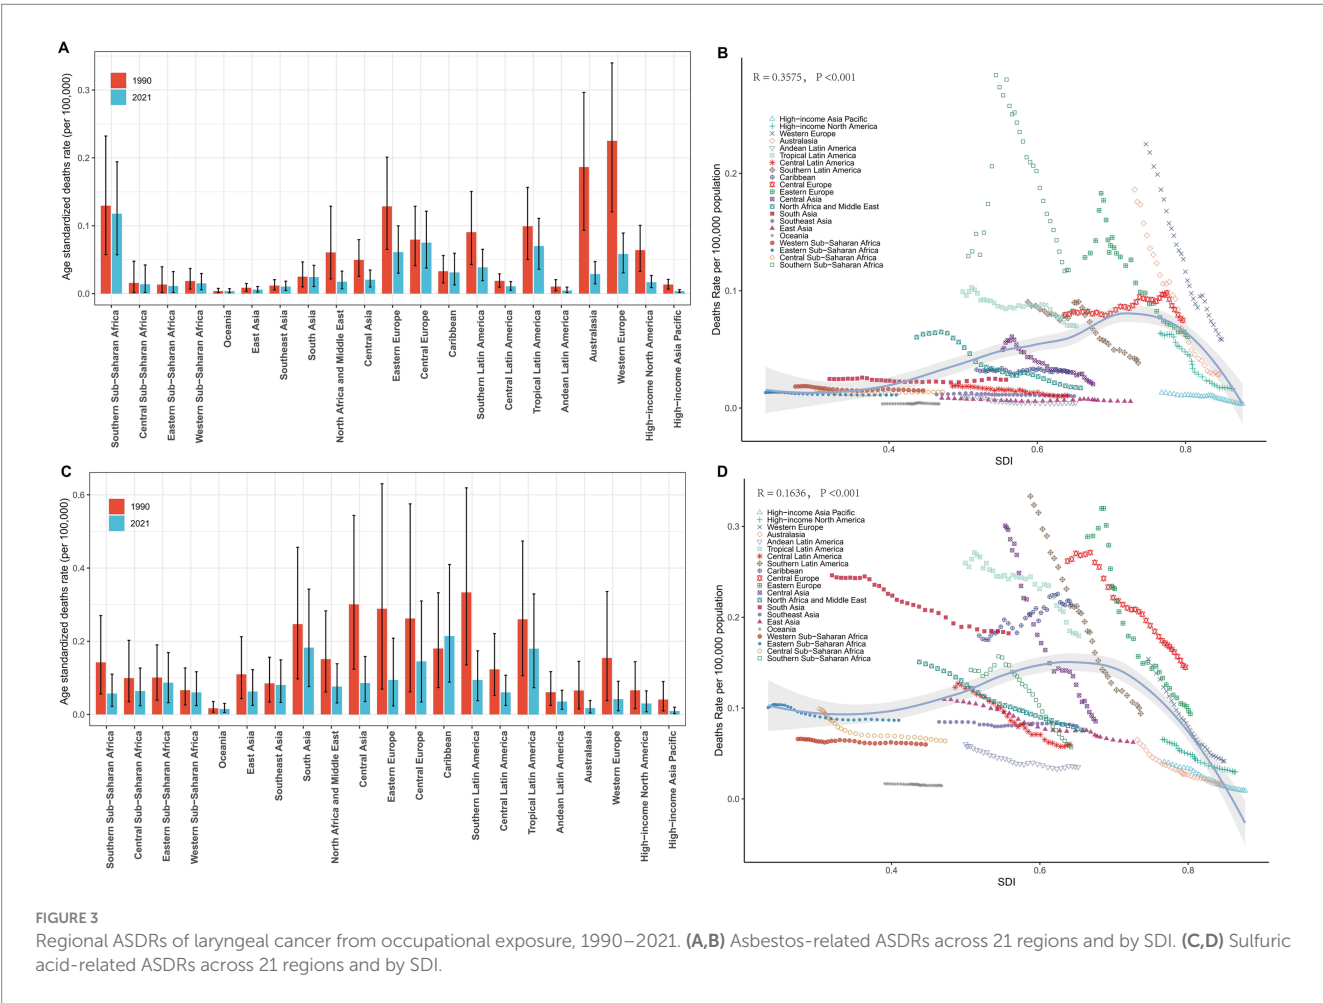 A
Age standardized deaths rate (per 100,000)
0.3
0.2
0.1
0.0
1990
2021
Southern Sub−Saharan Africa
Central Sub−Saharan Africa
Eastern Sub−Saharan Africa
Western Sub−Saharan Africa
Oceania
East Asia
Southeast Asia
South Asia
North Africa and Middle East
Central Asia
Eastern Europe
Central Europe
Caribbean
Southern Latin America
Central Latin America
Tropical Latin America
Andean Latin America
Australasia
Western Europe
High−income North America
High−income Asia Pacific
B
R = 0.3575, P <0.001
Deaths Rate per 100,000 population
0.2
0.1
0.0
High−income Asia Pacific
High−income North America
Western Europe
Australasia
Andean Latin America
Tropical Latin America
Central Latin America
Southern Latin America
Caribbean
Central Europe
Eastern Europe
Central Asia
North Africa and Middle East
South Asia
Southeast Asia
East Asia
Oceania
Western Sub−Saharan Africa
Eastern Sub−Saharan Africa
Central Sub−Saharan Africa
Southern Sub−Saharan Africa
0.4
0.6
0.8
SDI
C
Age standardized deaths rate (per 100,000)
0.6
0.4
0.2
0.0
1990
2021
Southern Sub−Saharan Africa
Central Sub−Saharan Africa
Eastern Sub−Saharan Africa
Western Sub−Saharan Africa
Oceania
East Asia
Southeast Asia
South Asia
North Africa and Middle East
Central Asia
Eastern Europe
Central Europe
Caribbean
Southern Latin America
Central Latin America
Tropical Latin America
Andean Latin America
Australasia
Western Europe
High−income North America
High−income Asia Pacific
D
R = 0.1636, P <0.001
Deaths Rate per 100,000 population
0.3
0.2
0.1
0.0
High−income Asia Pacific
High−income North America
Western Europe
Australasia
Andean Latin America
Tropical Latin America
Central Latin America
Southern Latin America
Caribbean
Central Europe
Eastern Europe
Central Asia
North Africa and Middle East
South Asia
Southeast Asia
East Asia
Oceania
Western Sub−Saharan Africa
Eastern Sub−Saharan Africa
Central Sub−Saharan Africa
Southern Sub−Saharan Africa
0.4
0.6
0.8
SDI
FIGURE 3
Regional ASDRs of laryngeal cancer from occupational exposure, 1990–2021. (A,B) Asbestos-related ASDRs across 21 regions and by SDI. (C,D) Sulfuric
acid-related ASDRs across 21 regions and by SDI.